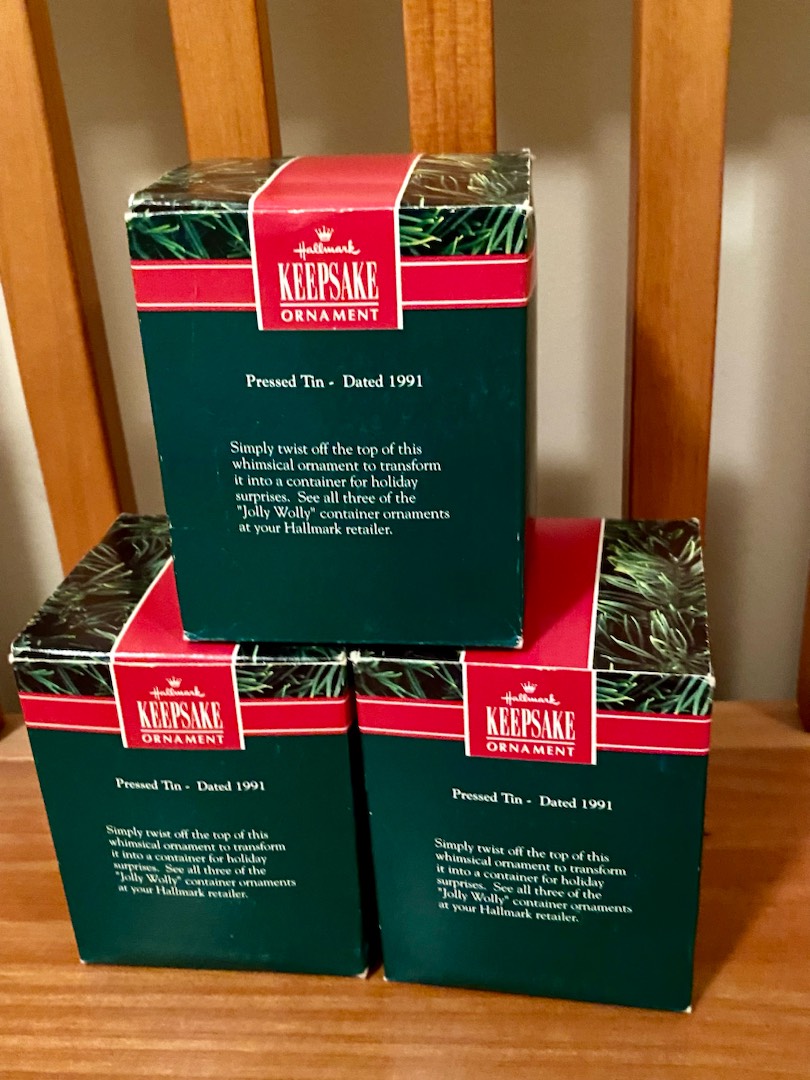 Hallmark
KEEPSAKE
ORNAMENT
Pressed Tin - Dated 1991
Simply twist off the top of this
whimsical ornament to transform
it into a container for holiday
surprises. See all three of the
"Jolly Wolly" container ornaments
at your Hallmark retailer.
Hallmark
KEEPSAKE
ORNAMENT
Pressed Tin - Dated 1991
Simply twist off the top of this
whimsical ornament to transform
it into a container for holiday
surprises. See all three of the
"Jolly Wolly" container ornaments
at your Hallmark retailer.
Hallmark
KEEPSAKE
ORNAMENT
Pressed Tin - Dated 1991
Simply twist off the top of this
whimsical ornament to transform
it into a container for holiday
surprises. See all three of the
"Jolly Wolly" container ornaments
at your Hallmark retailer.